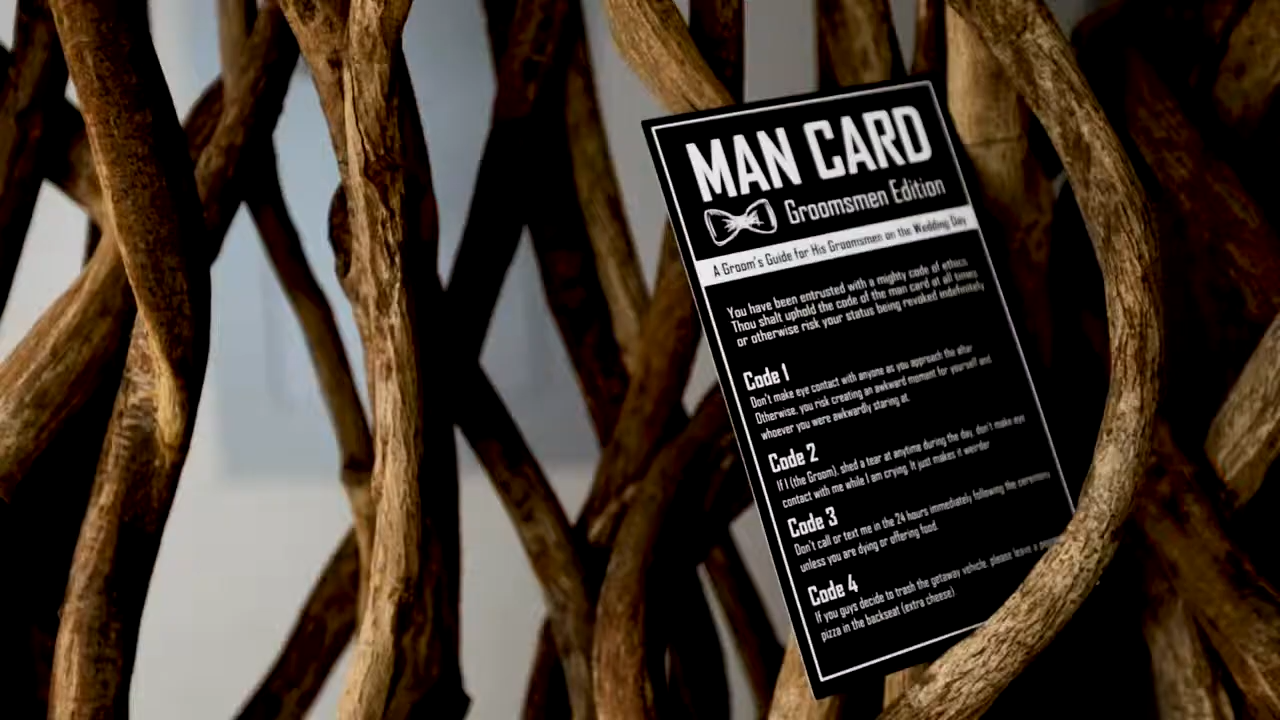 MAN CARD
Groomsmen Edition
A Groom's Guide for His Groomsmen on the Wedding Day
You have been entrusted with a mighty code of ethics
Thou shalt uphold the code of the man card at all times
or otherwise risk your status being revoked indefinitely
Code 1
Don't make eye contact with anyone as you approach the alter
Otherwise, you risk creating an awkward moment for yourself and
whoever you were awkwardly staring at.
Code 2
If I (the Groom), shed a tear at anytime during the day, don't make eye
contact with me while I am crying. It just makes it weirder
Code 3
Don't call or text me in the 24 hours immediately following the ceremony
unless you are dying or offering food.
Code 4
If you guys decide to trash the getaway vehicle, please leave a
pizza in the backseat (extra cheese)